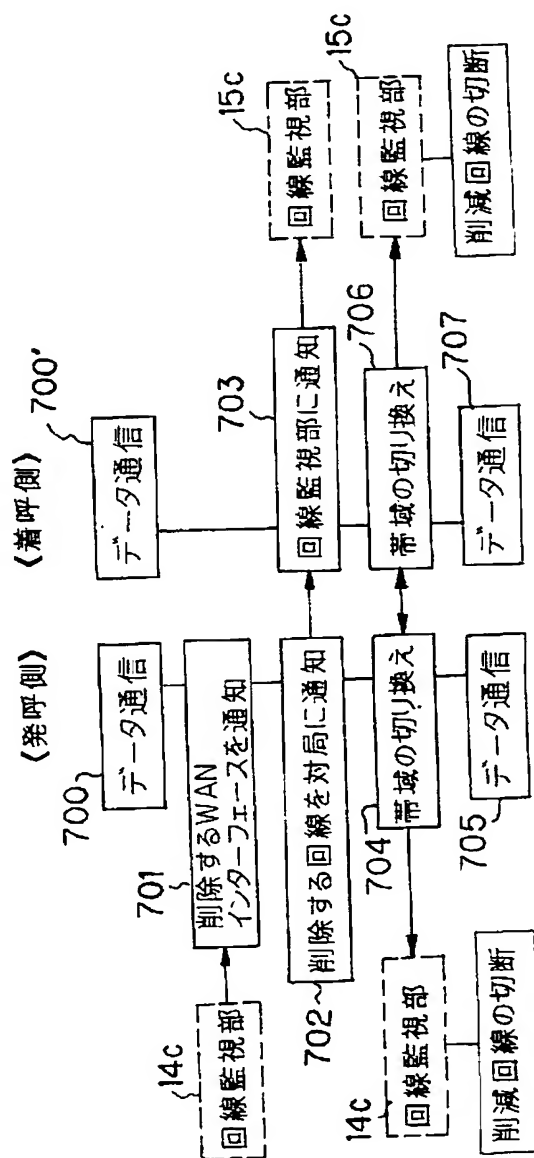 《発呼側》
《着呼側》
700
データ通信
700'
データ通信
14c
回線監視部
701
削除するWAN
インターフェースを通知
702
削除する回線を対局に通知
703
回線監視部に通知
15c
回線監視部
14c
回線監視部
削減回線の切断
704
帯域の切り換え
706
帯域の切り換え
15c
回線監視部
削減回線の切断
705
データ通信
707
データ通信